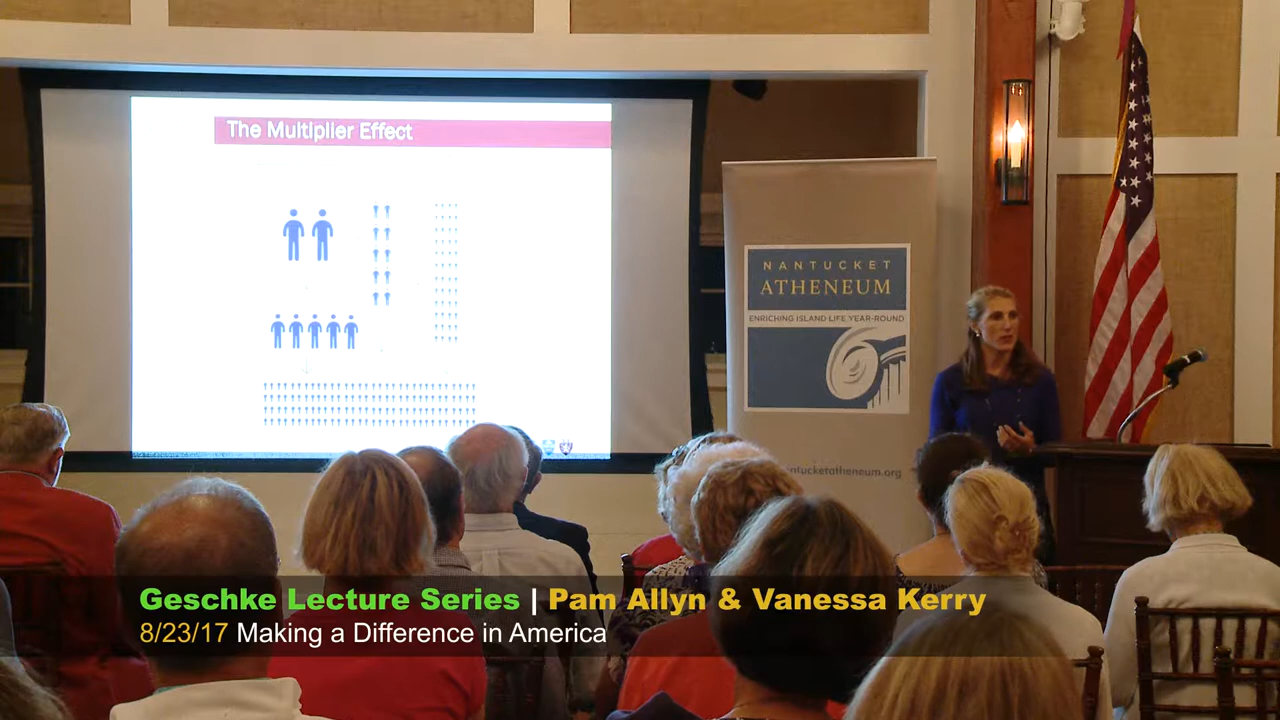 The Multiplier Effect
NANTUCKET
ATHENEUM
ENRICHING ISLAND LIFE YEAR-ROUND
nantucketatheneum.org
Geschke Lecture Series | Pam Allyn & Vanessa Kerry
8/23/17 Making a Difference in America